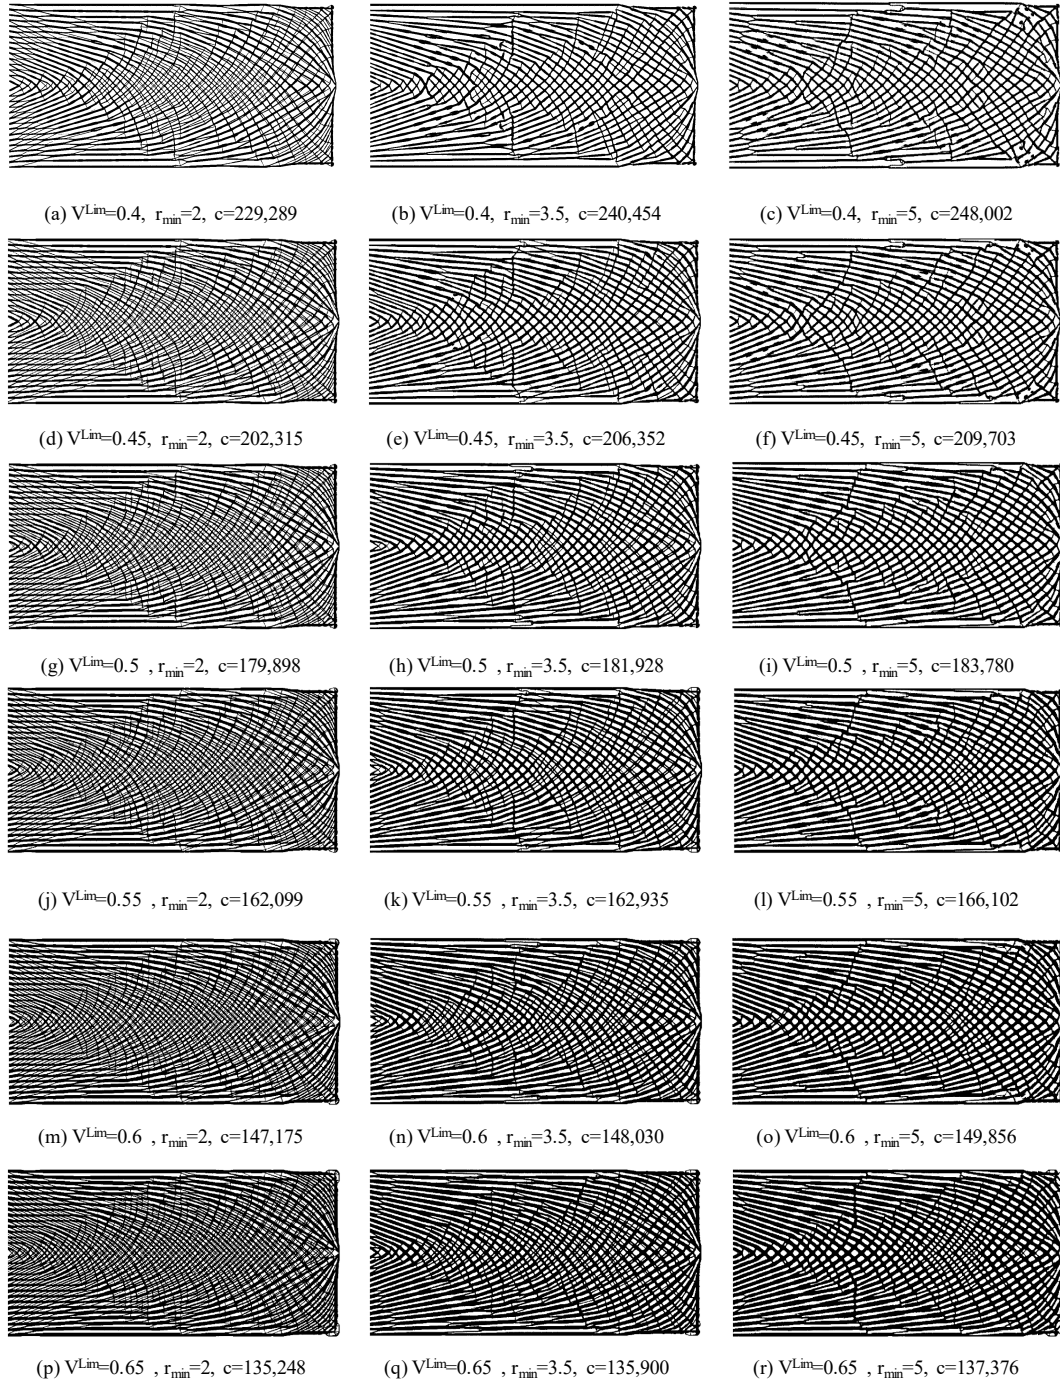 (a) V^Lim=0.4, r_min=2, c=229,289
(b) V^Lim=0.4, r_min=3.5, c=240,454
(c) V^Lim=0.4, r_min=5, c=248,002
(d) V^Lim=0.45, r_min=2, c=202,315
(e) V^Lim=0.45, r_min=3.5, c=206,352
(f) V^Lim=0.45, r_min=5, c=209,703
(g) V^Lim=0.5 , r_min=2, c=179,898
(h) V^Lim=0.5 , r_min=3.5, c=181,928
(i) V^Lim=0.5 , r_min=5, c=183,780
(j) V^Lim=0.55 , r_min=2, c=162,099
(k) V^Lim=0.55 , r_min=3.5, c=162,935
(l) V^Lim=0.55 , r_min=5, c=166,102
(m) V^Lim=0.6 , r_min=2, c=147,175
(n) V^Lim=0.6 , r_min=3.5, c=148,030
(o) V^Lim=0.6 , r_min=5, c=149,856
(p) V^Lim=0.65 , r_min=2, c=135,248
(q) V^Lim=0.65 , r_min=3.5, c=135,900
(r) V^Lim=0.65 , r_min=5, c=137,376